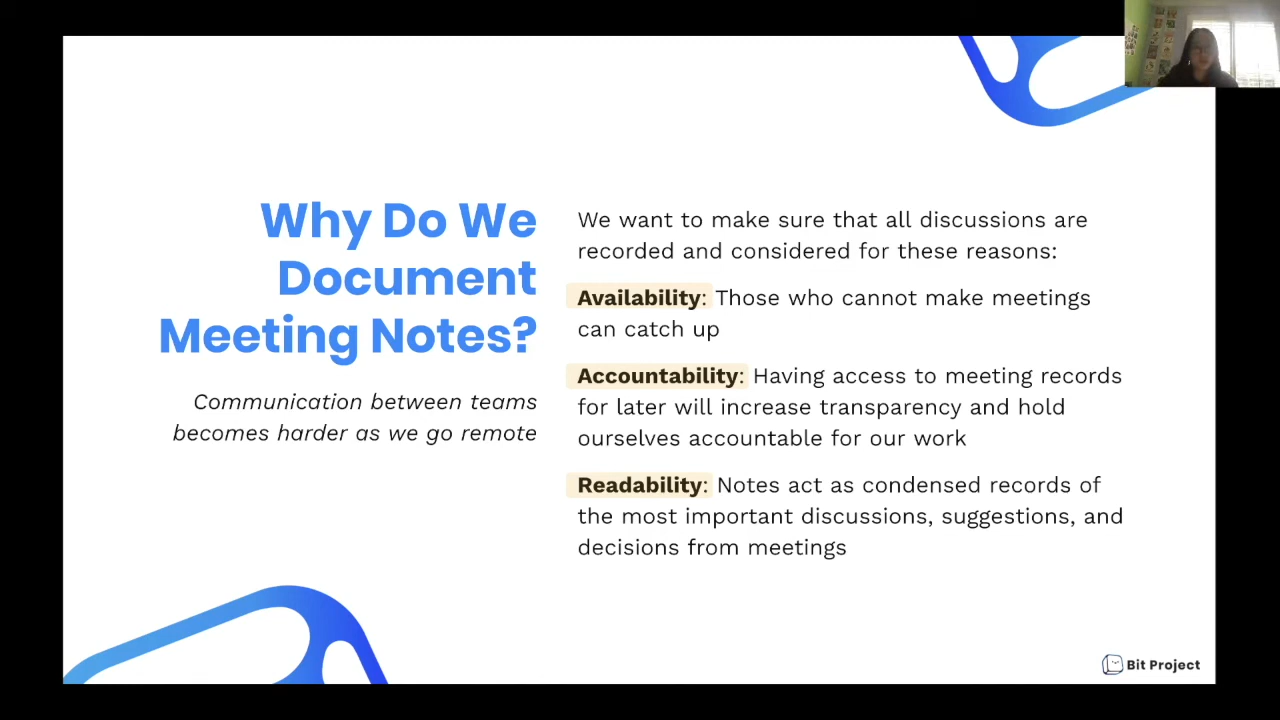 Why Do We
Document
Meeting Notes?
Communication between teams
becomes harder as we go remote
We want to make sure that all discussions are
recorded and considered for these reasons:
Availability: Those who cannot make meetings
can catch up
Accountability: Having access to meeting records
for later will increase transparency and hold
ourselves accountable for our work
Readability: Notes act as condensed records of
the most important discussions, suggestions, and
decisions from meetings
Bit Project